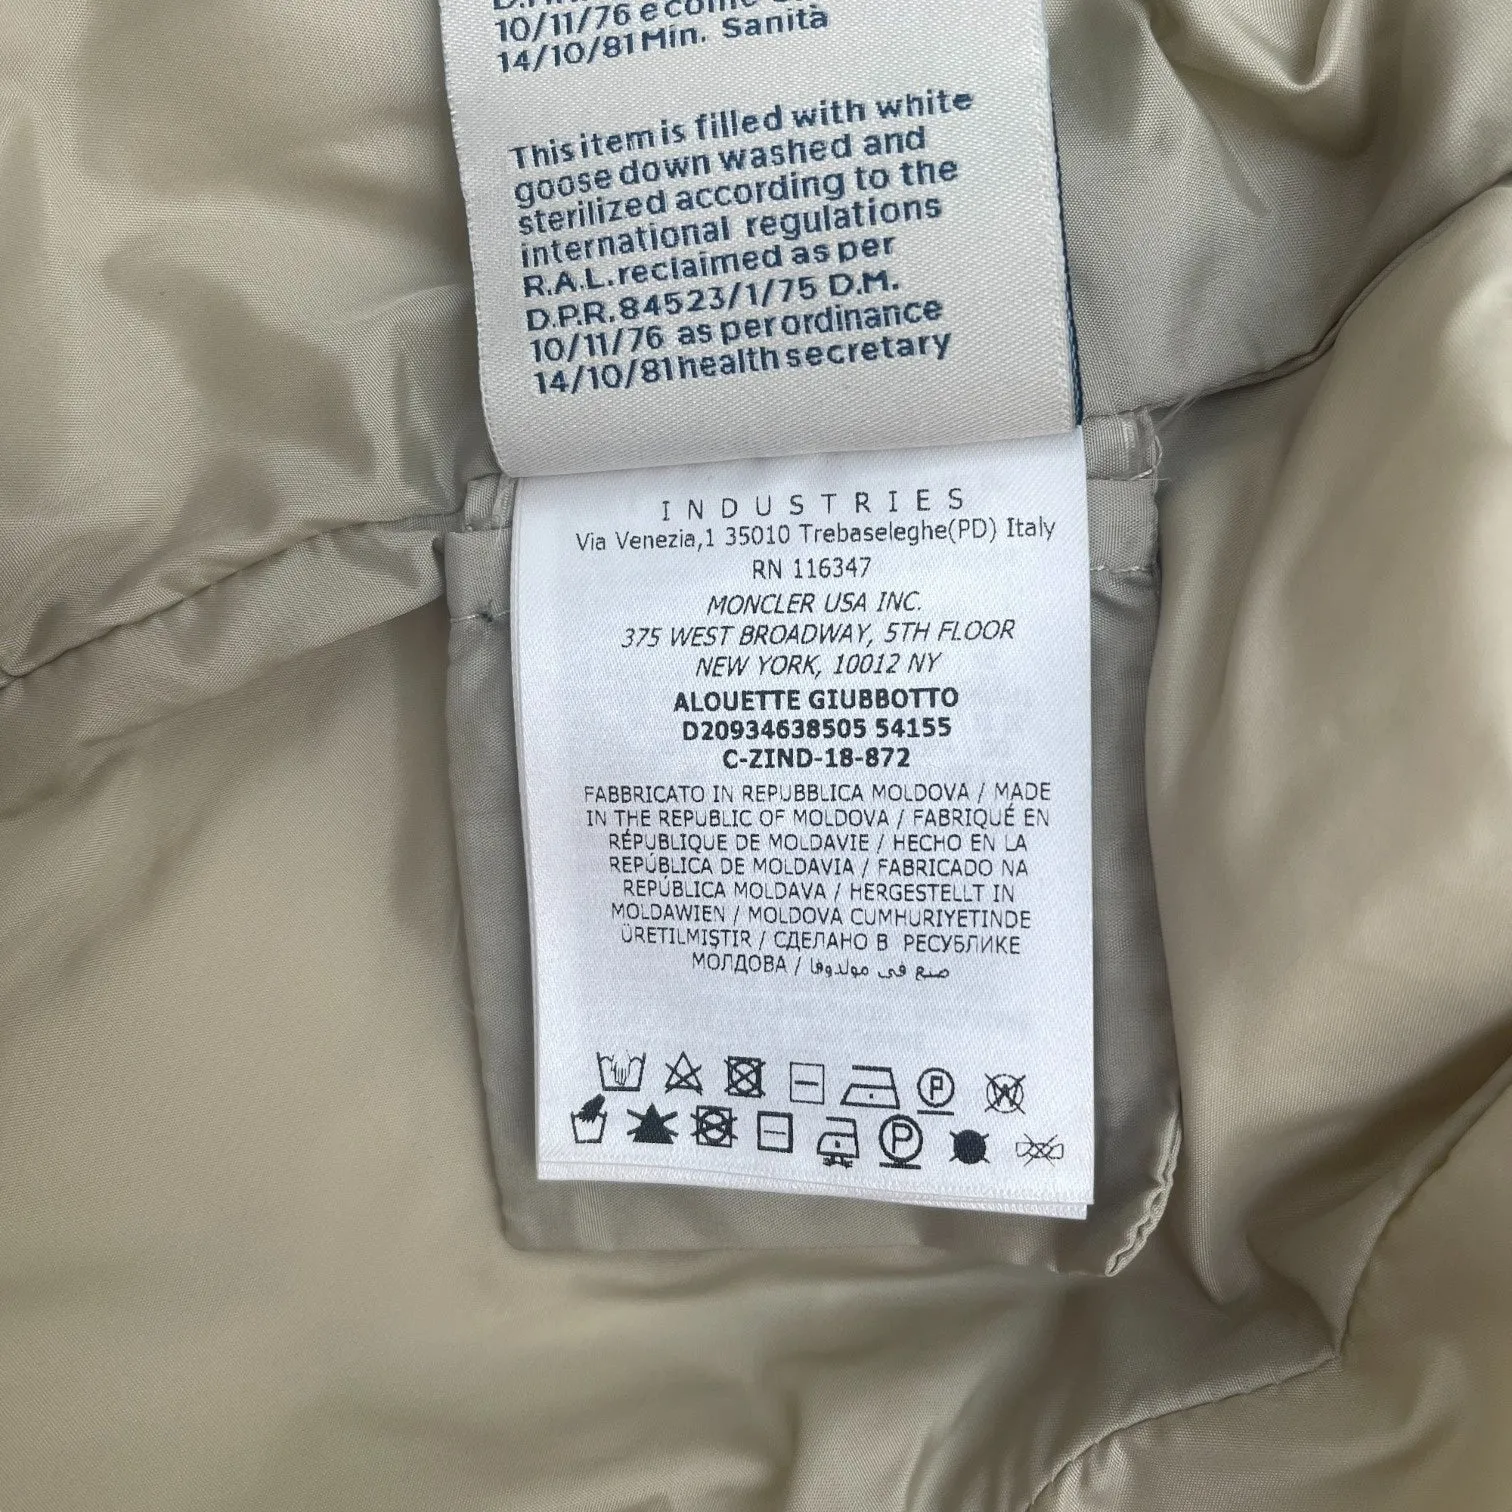 10/11/76 e come
14/10/81 Min. Sanità
This item is filled with white
goose down washed and
sterilized according to the
international regulations
R.A.L. reclaimed as per
D.P.R. 84523/1/75 D.M.
10/11/76 as per ordinance
14/10/81 health secretary
INDUSTRIES
Via Venezia,1 35010 Trebaseleghe(PD) Italy
RN 116347
MONCLER USA INC.
375 WEST BROADWAY, 5TH FLOOR
NEW YORK, 10012 NY
ALOUETTE GIUBBOTTO
D20934638505 54155
C-ZIND-18-872
FABBRICATO IN REPUBBLICA MOLDOVA / MADE
IN THE REPUBLIC OF MOLDOVA / FABRIQUÉ EN
RÉPUBLIQUE DE MOLDAVIE / HECHO EN LA
REPÚBLICA DE MOLDAVIA / FABRICADO NA
REPÚBLICA MOLDAVA / HERGESTELLT IN
MOLDAWIEN / MOLDOVA CUMHURIYETINDE
ÜRETILMIŞTIR / СДЕЛАНО В РЕСУБЛИКЕ
МОЛДОВА / صنع في مولدوفا
P W
P